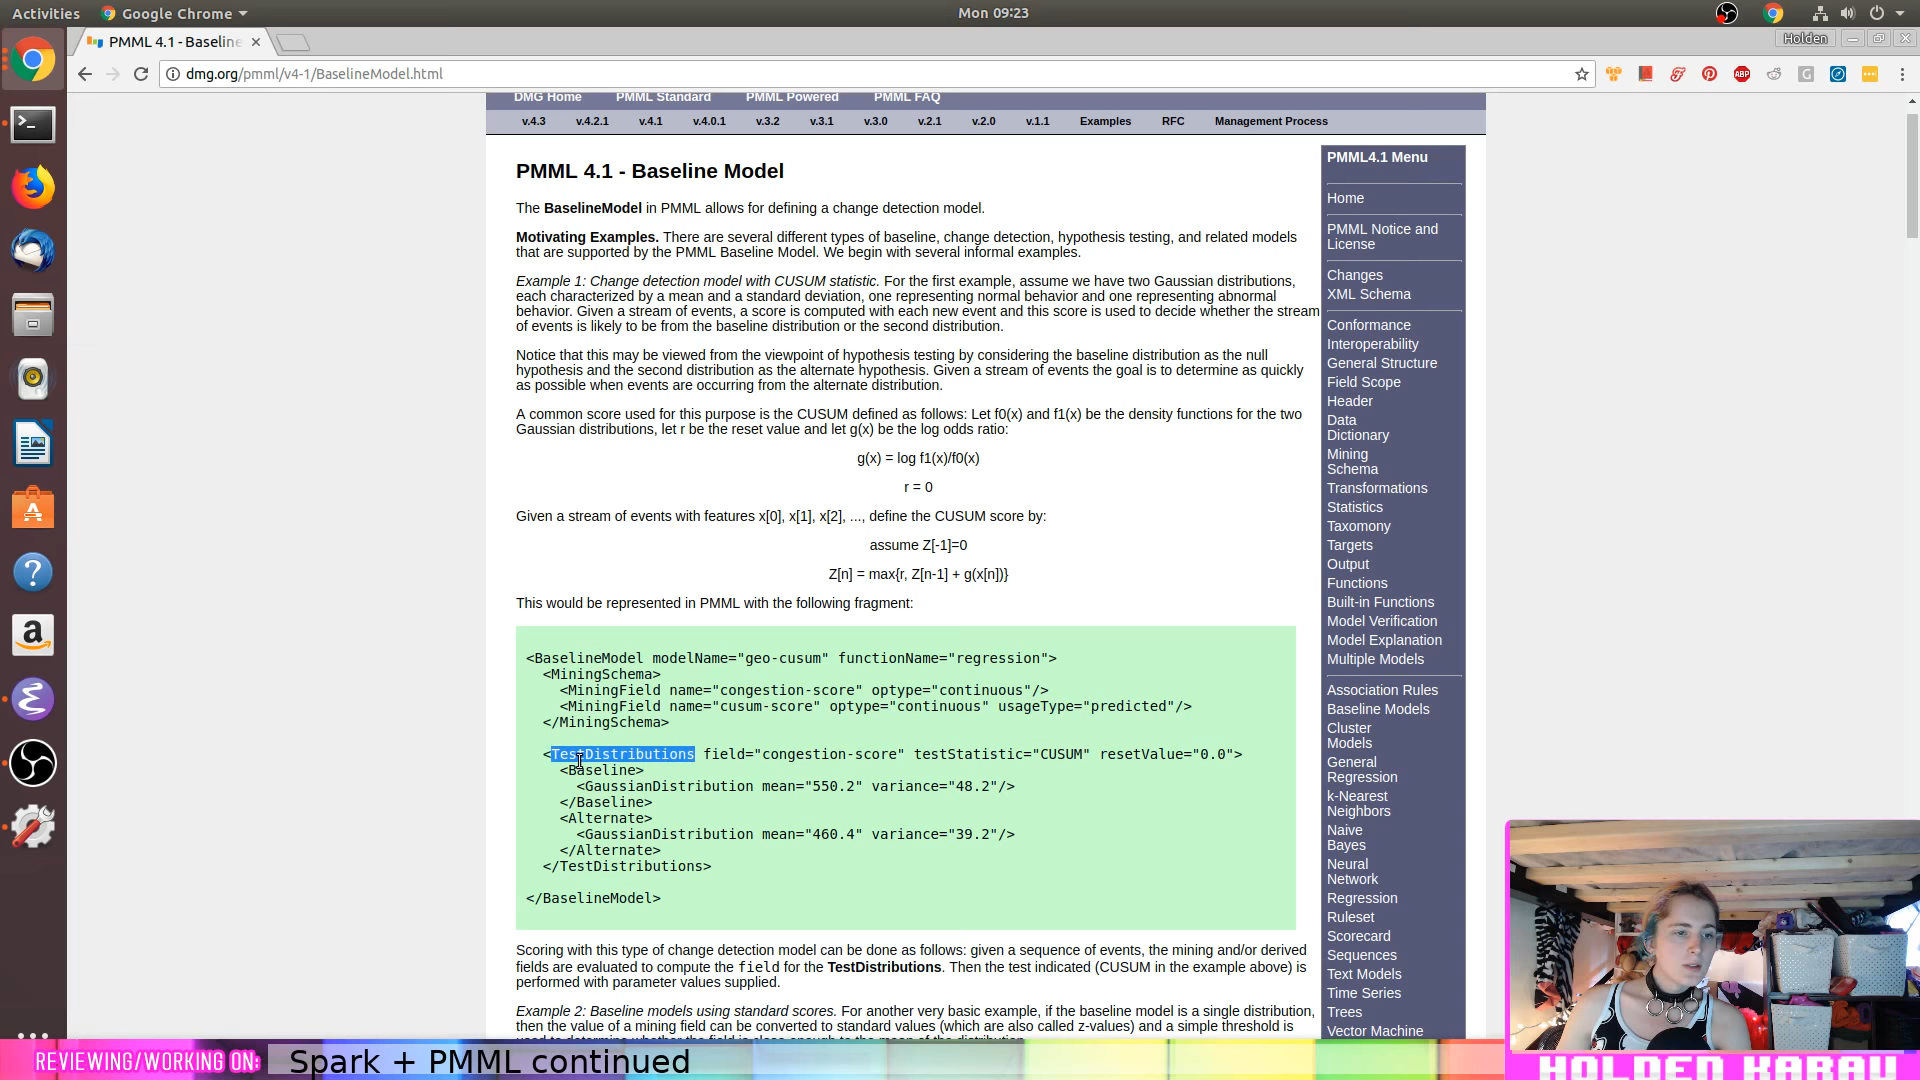 Activities
Google Chrome
Mon 09:23
PMML 4.1 - Baseline
Holden
dmg.org/pmml/v4-1/BaselineModel.html
DMG Home PMML Standard PMML Powered PMML FAQ
v.4.3 v.4.2.1 v.4.1 v.4.0.1 v.3.2 v.3.1 v.3.0 v.2.1 v.2.0 v.1.1 Examples RFC Management Process
PMML 4.1 - Baseline Model
The BaselineModel in PMML allows for defining a change detection model.
Motivating Examples. There are several different types of baseline, change detection, hypothesis testing, and related models
that are supported by the PMML Baseline Model. We begin with several informal examples.
Example 1: Change detection model with CUSUM statistic. For the first example, assume we have two Gaussian distributions,
each characterized by a mean and a standard deviation, one representing normal behavior and one representing abnormal
behavior. Given a stream of events, a score is computed with each new event and this score is used to decide whether the stream
of events is likely to be from the baseline distribution or the second distribution.
Notice that this may be viewed from the viewpoint of hypothesis testing by considering the baseline distribution as the null
hypothesis and the second distribution as the alternate hypothesis. Given a stream of events the goal is to determine as quickly
as possible when events are occurring from the alternate distribution.
A common score used for this purpose is the CUSUM defined as follows: Let f0(x) and f1(x) be the density functions for the two
Gaussian distributions, let r be the reset value and let g(x) be the log odds ratio:
g(x) = log f1(x)/f0(x)
r = 0
Given a stream of events with features x[0], x[1], x[2], ..., define the CUSUM score by:
assume Z[-1]=0
Z[n] = max{r, Z[n-1] + g(x[n])}
This would be represented in PMML with the following fragment:
<BaselineModel modelName="geo-cusum" functionName="regression">
<MiningSchema>
<MiningField name="congestion-score" optype="continuous"/>
<MiningField name="cusum-score" optype="continuous" usageType="predicted"/>
</MiningSchema>
<TestDistributions field="congestion-score" testStatistic="CUSUM" resetValue="0.0">
<Baseline>
<GaussianDistribution mean="550.2" variance="48.2"/>
</Baseline>
<Alternate>
<GaussianDistribution mean="460.4" variance="39.2"/>
</Alternate>
</TestDistributions>
</BaselineModel>
Scoring with this type of change detection model can be done as follows: given a sequence of events, the mining and/or derived
fields are evaluated to compute the field for the TestDistributions. Then the test indicated (CUSUM in the example above) is
performed with parameter values supplied.
Example 2: Baseline models using standard scores. For another very basic example, if the baseline model is a single distribution,
then the value of a mining field can be converted to standard values (which are also called z-values) and a simple threshold is
PMML4.1 Menu
Home
PMML Notice and
License
Changes
XML Schema
Conformance
Interoperability
General Structure
Field Scope
Header
Data
Dictionary
Mining
Schema
Transformations
Statistics
Taxomony
Targets
Output
Functions
Built-in Functions
Model Verification
Model Explanation
Multiple Models
Association Rules
Baseline Models
Cluster
Models
General
Regression
k-Nearest
Neighbors
Naive
Bayes
Neural
Network
Regression
Ruleset
Scorecard
Sequences
Text Models
Time Series
Trees
Vector Machine
REVIEWING/WORKING ON:
Spark + PMML continued
HOLDEN KARAU